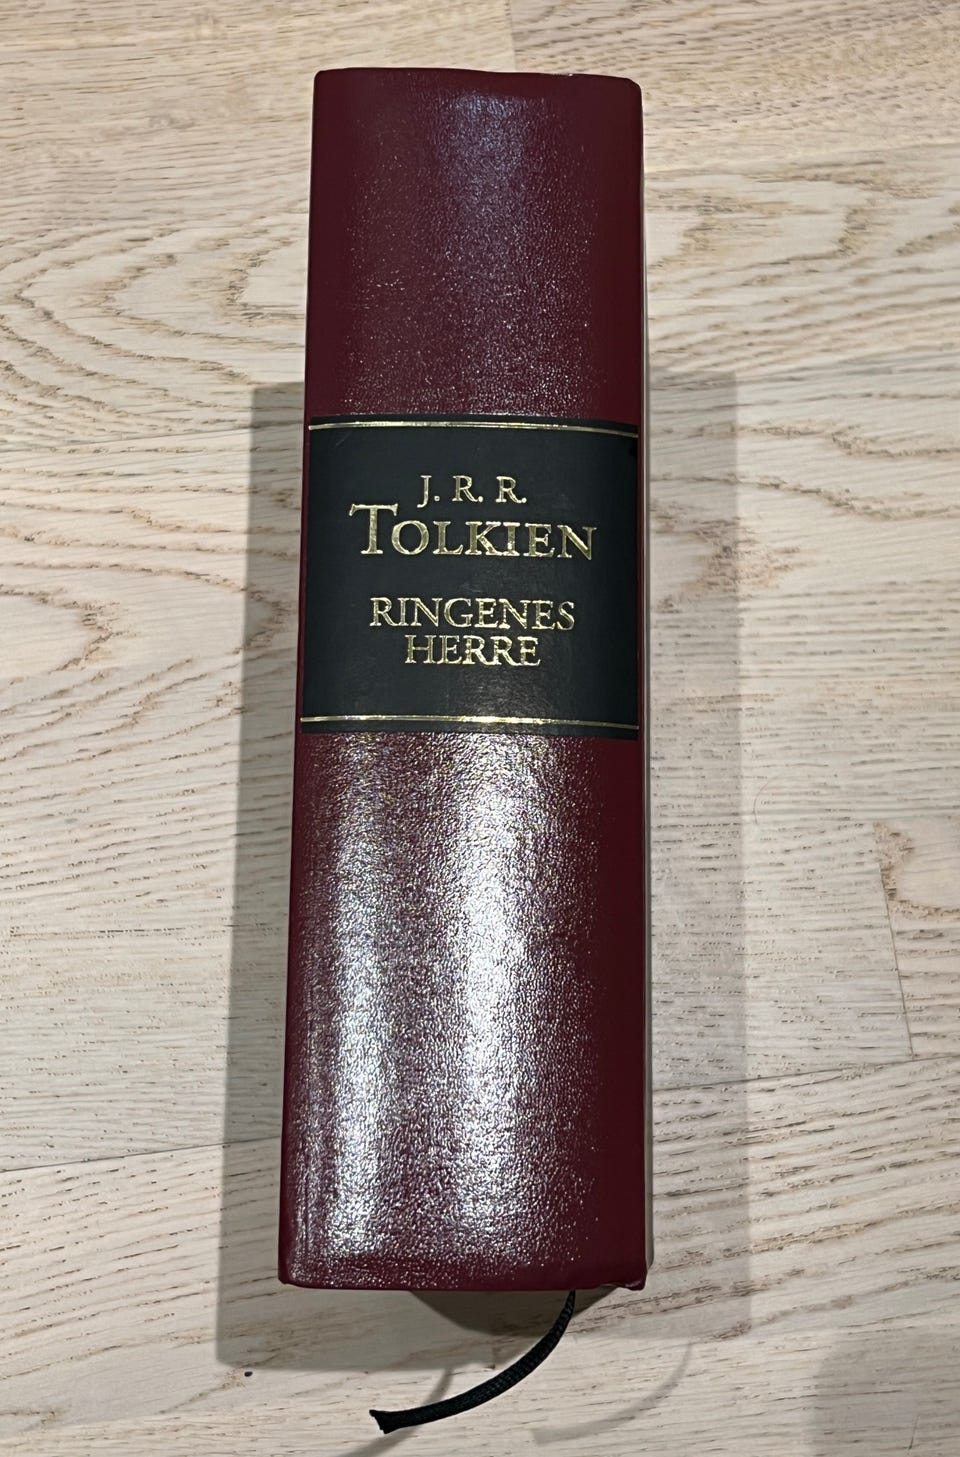 J. R. R.
TOLKIEN
RINGENES
HERRE